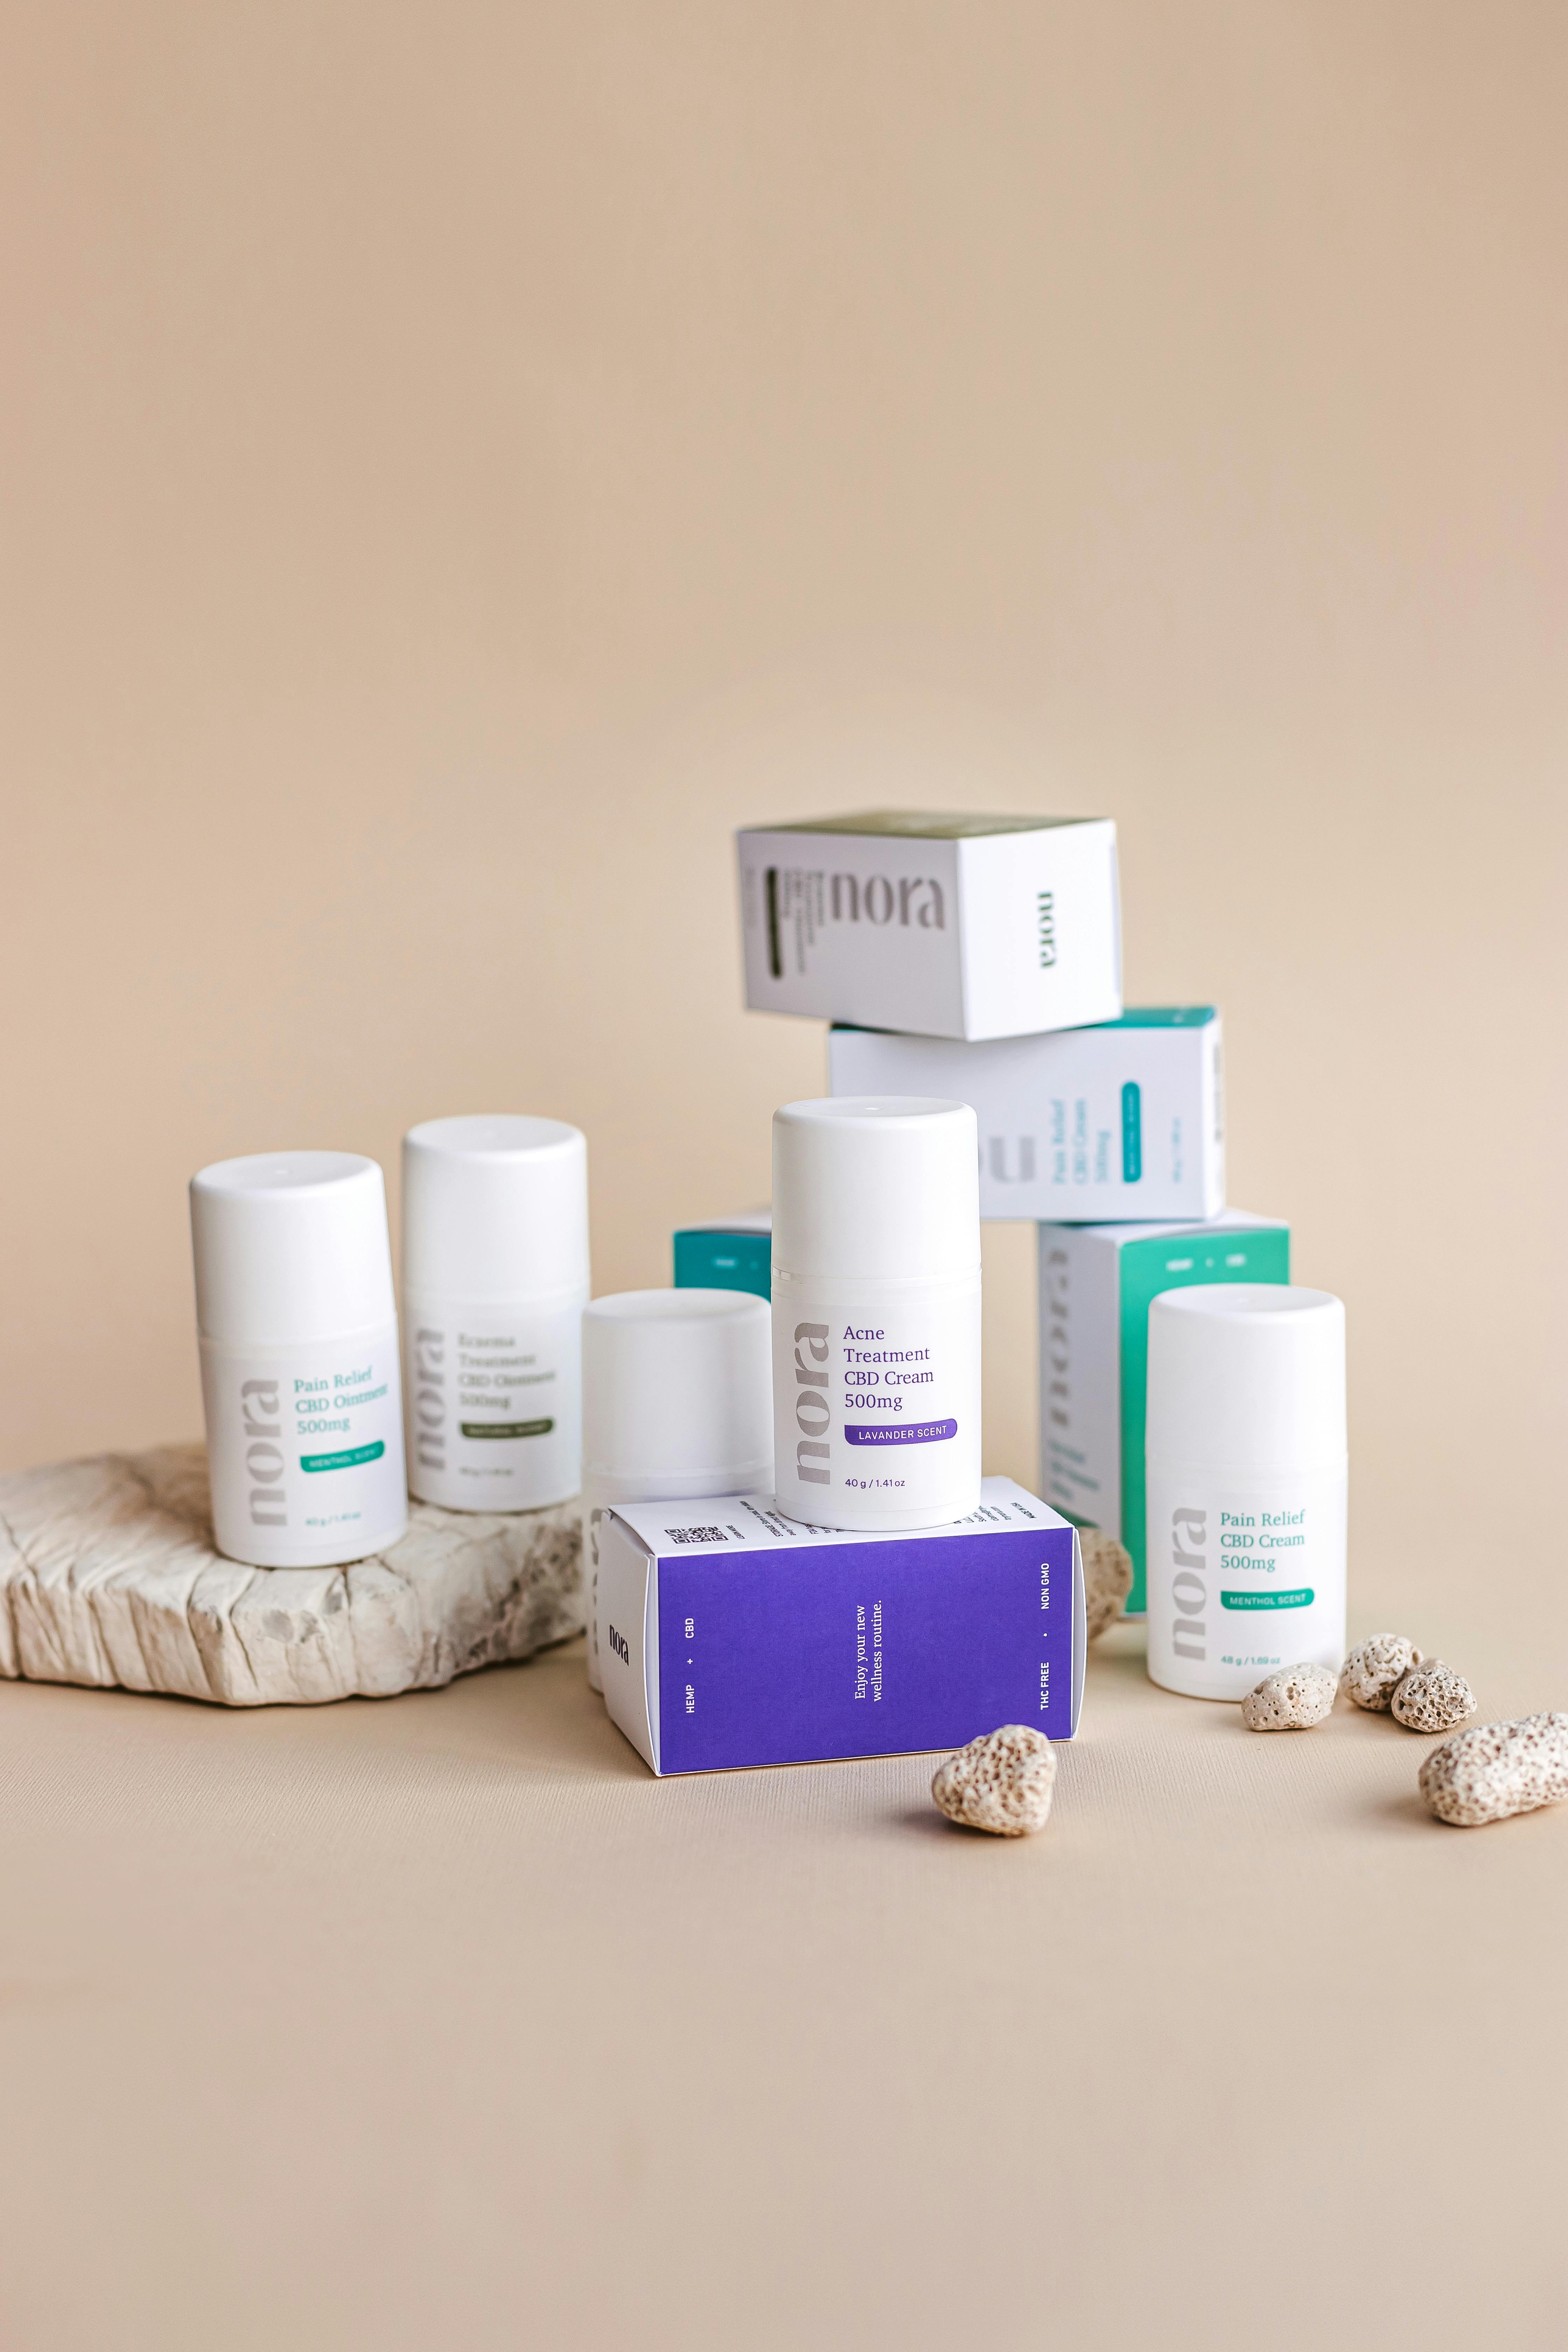 nora
nora
Pain Relief
CBD Cream
500mg
nora
Pain Relief
CBD Ointment
500mg
MENTHOL SCENT
40 g / 1.41 oz
nora
Eczema
Treatment
CBD Ointment
500mg
nora
Acne
Treatment
CBD Cream
500mg
LAVANDER SCENT
40 g / 1.41 oz
HEMP + CBD
nora
nora
Pain Relief
CBD Cream
500mg
MENTHOL SCENT
48 g / 1.69 oz
nora
HEMP + CBD
Enjoy your new
wellness routine.
THC FREE • NON GMO